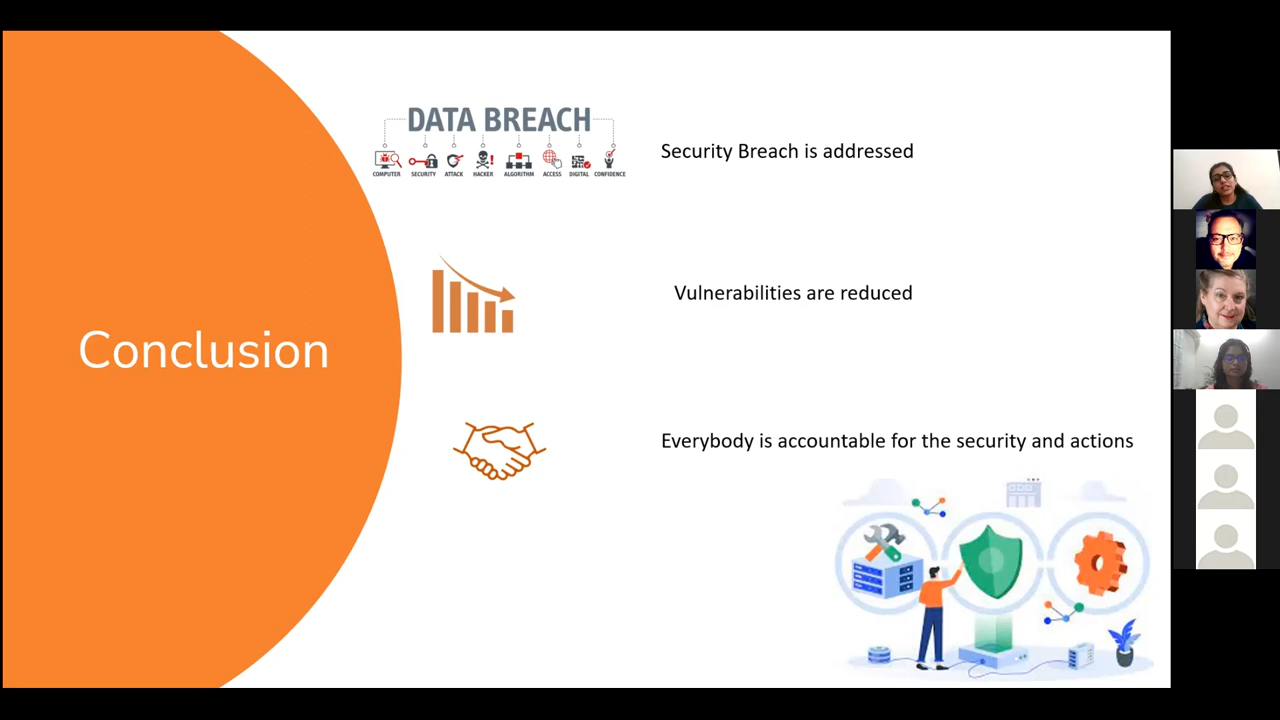 Conclusion
DATA BREACH
COMPUTER SECURITY ATTACK HACKER ALGORITHM ACCESS DIGITAL CONFIDENCE
Security Breach is addressed
Vulnerabilities are reduced
Everybody is accountable for the security and actions